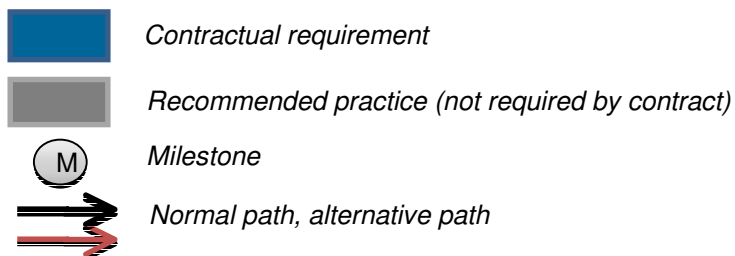 Contractual requirement
Recommended practice (not required by contract)
M
Milestone
Normal path, alternative path